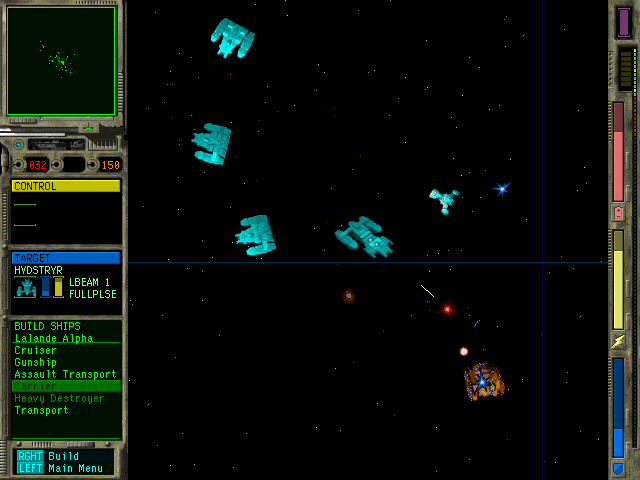 032 150
CONTROL
TARGET
HVDSTRYR
LBEAM 1
FULLPLSE
BUILD SHIPS
Lalande Alpha
Cruiser
Gunship
Assault Transport
Carrier
Heavy Destroyer
Transport
RGHT Build
LEFT Main Menu